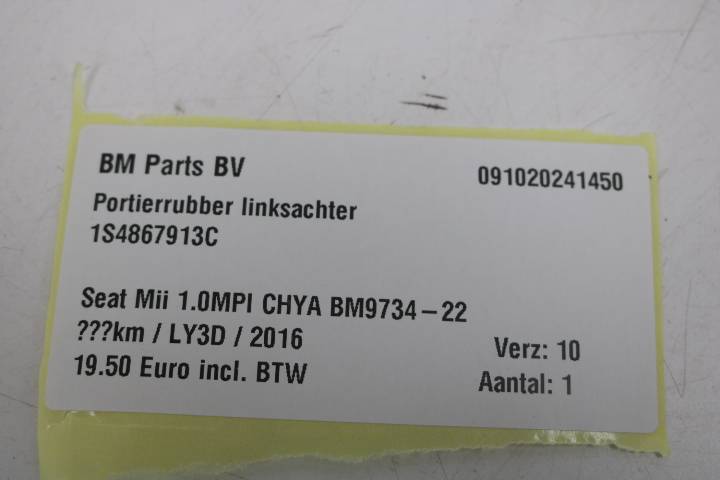 BM Parts BV
091020241450
Portierrubber linksachter
1S4867913C
Seat Mii 1.0MPI CHYA BM9734-22
???km / LY3D / 2016
Verz: 10
19.50 Euro incl. BTW
Aantal: 1